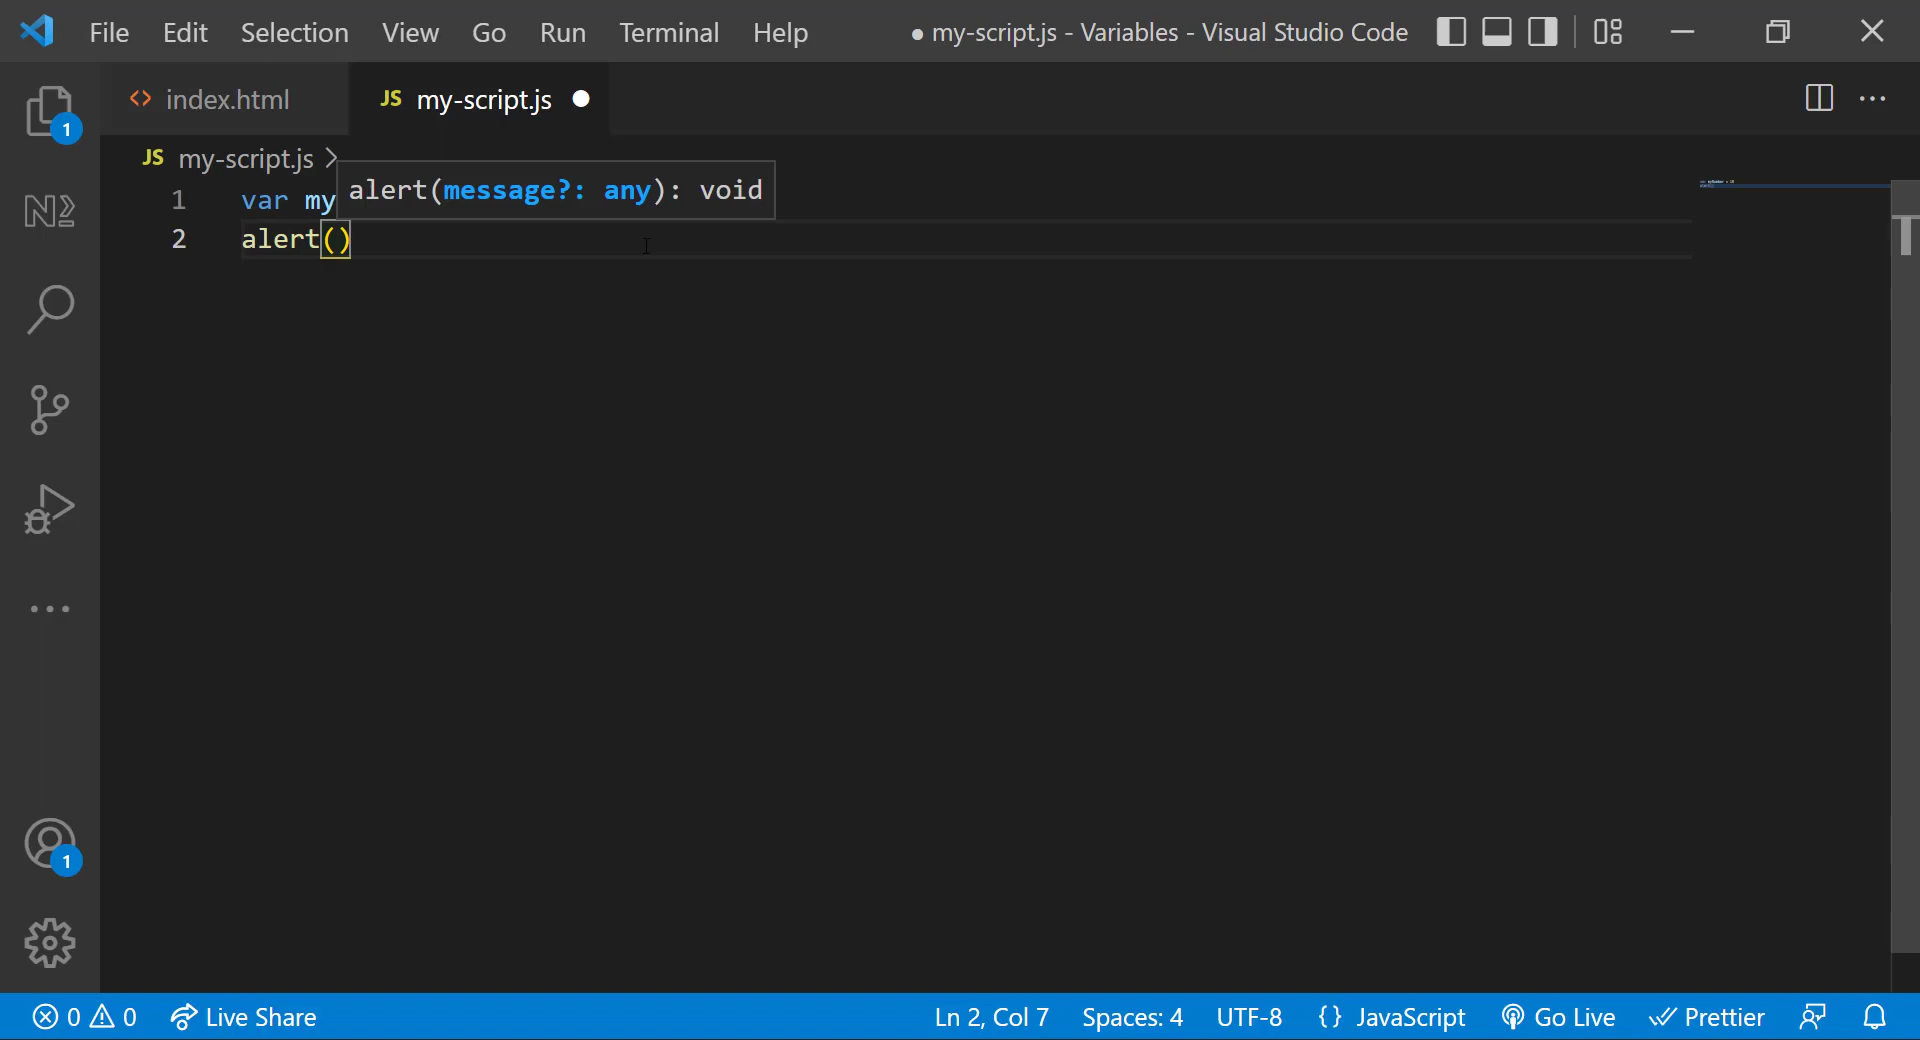 File Edit Selection View Go Run Terminal Help ● my-script.js - Variables - Visual Studio Code
index.html JS my-script.js
1
JS my-script.js
alert(message?: any): void
1 var my
2 alert()
1
0 0 Live Share Ln 2, Col 7 Spaces: 4 UTF-8 {} JavaScript Go Live Prettier